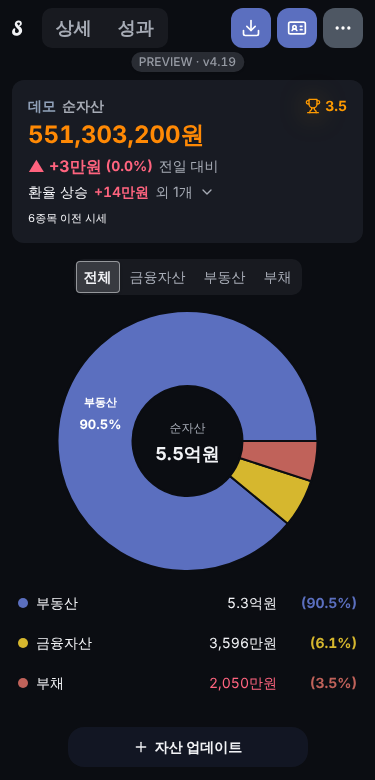 상세 성과
PREVIEW · v4.19
데모 순자산 3.5
551,303,200원
▲ +3만원 (0.0%) 전일 대비
환율 상승 +14만원 외 1개
6종목 이전 시세
전체 금융자산 부동산 부채
부동산
90.5%
순자산
5.5억원
부동산 5.3억원 (90.5%)
금융자산 3,596만원 (6.1%)
부채 2,050만원 (3.5%)
+ 자산 업데이트